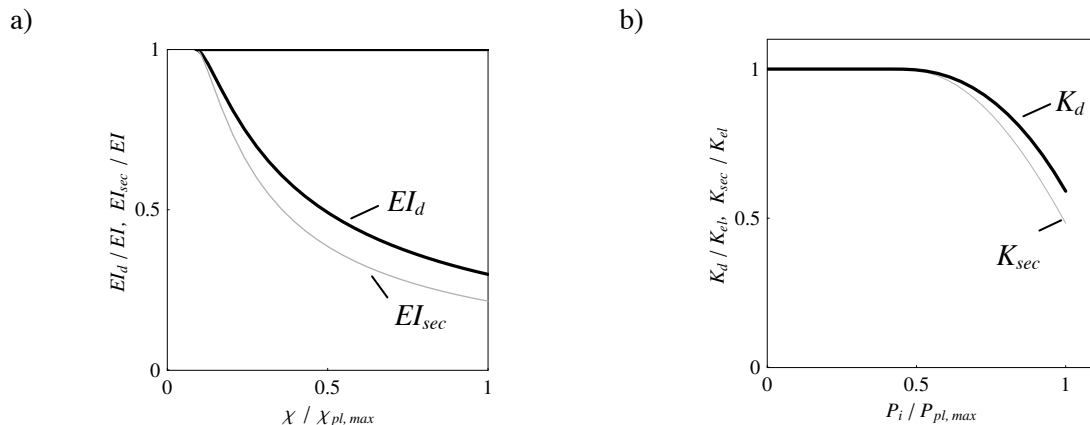 a)
1
0.5
0
0
0.5
1
EI_d / EI, EI_sec / EI
χ / χ_pl, max
EI_d
EI_sec
b)
1
0.5
0
0
0.5
1
K_d / K_el, K_sec / K_el
P_i / P_pl, max
K_d
K_sec